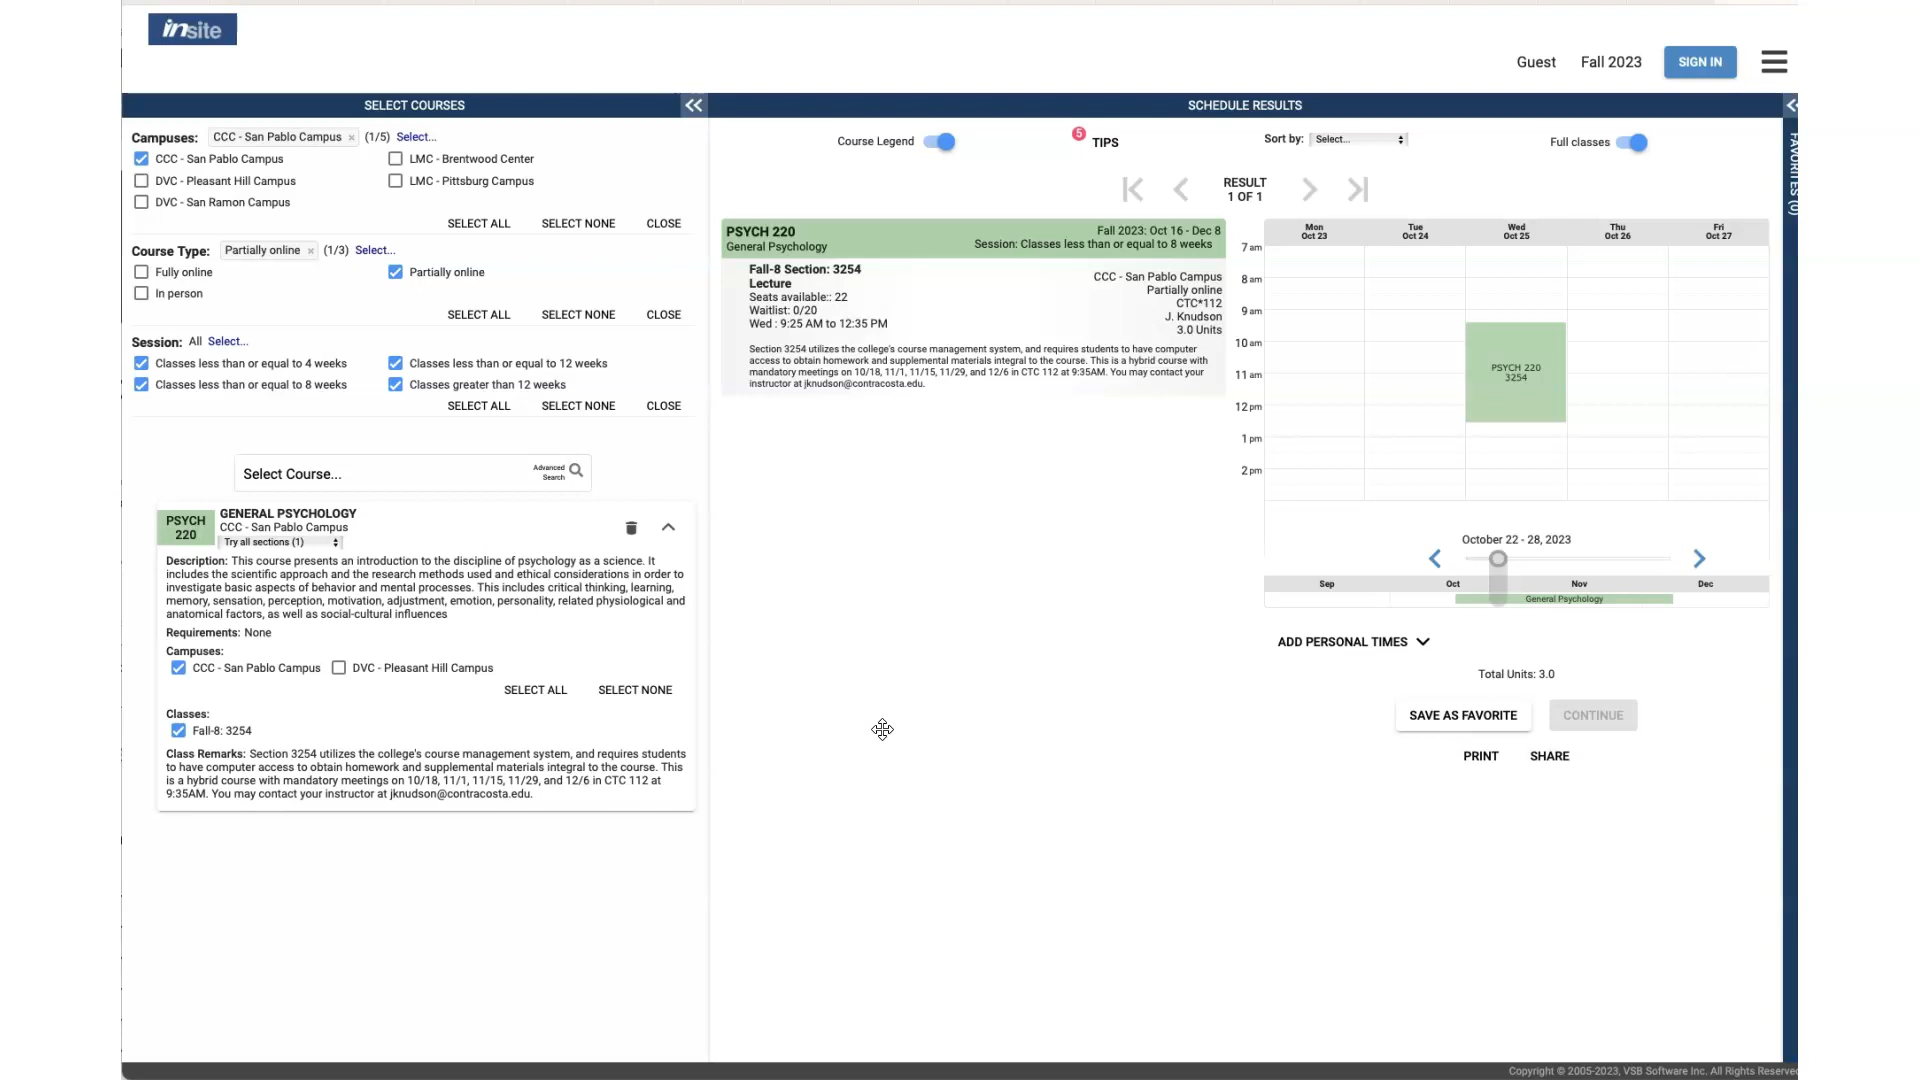 insite
Guest Fall 2023 SIGN IN
SELECT COURSES
Campuses: CCC - San Pablo Campus × (1/5) Select...
CCC - San Pablo Campus LMC - Brentwood Center
DVC - Pleasant Hill Campus LMC - Pittsburg Campus
DVC - San Ramon Campus
SELECT ALL SELECT NONE CLOSE
Course Type: Partially online × (1/3) Select...
Fully online Partially online
In person
SELECT ALL SELECT NONE CLOSE
Session: All Select...
Classes less than or equal to 4 weeks Classes less than or equal to 12 weeks
Classes less than or equal to 8 weeks Classes greater than 12 weeks
SELECT ALL SELECT NONE CLOSE
Select Course... Advanced
Search
PSYCH
220
GENERAL PSYCHOLOGY
CCC - San Pablo Campus
Try all sections (1)
Description: This course presents an introduction to the discipline of psychology as a science. It
includes the scientific approach and the research methods used and ethical considerations in order to
investigate basic aspects of behavior and mental processes. This includes critical thinking, learning,
memory, sensation, perception, motivation, adjustment, emotion, personality, related physiological and
anatomical factors, as well as social-cultural influences
Requirements: None
Campuses:
CCC - San Pablo Campus DVC - Pleasant Hill Campus
SELECT ALL SELECT NONE
Classes:
Fall-8: 3254
Class Remarks: Section 3254 utilizes the college's course management system, and requires students
to have computer access to obtain homework and supplemental materials integral to the course. This
is a hybrid course with mandatory meetings on 10/18, 11/1, 11/15, 11/29, and 12/6 in CTC 112 at
9:35AM. You may contact your instructor at jknudson@contracosta.edu.
SCHEDULE RESULTS
Course Legend 5 TIPS Sort by: Select... Full classes
RESULT
1 OF 1
PSYCH 220 Fall 2023: Oct 16 - Dec 8
General Psychology Session: Classes less than or equal to 8 weeks
Fall-8 Section: 3254
Lecture
Seats available:: 22
Waitlist: 0/20
Wed : 9:25 AM to 12:35 PM
CCC - San Pablo Campus
Partially online
CTC*112
J. Knudson
3.0 Units
Section 3254 utilizes the college's course management system, and requires students to have computer
access to obtain homework and supplemental materials integral to the course. This is a hybrid course with
mandatory meetings on 10/18, 11/1, 11/15, 11/29, and 12/6 in CTC 112 at 9:35AM. You may contact your
instructor at jknudson@contracosta.edu.
Mon Tue Wed Thu Fri
Oct 23 Oct 24 Oct 25 Oct 26 Oct 27
7 am
8 am
9 am
10 am
11 am
12 pm
1 pm
2 pm
PSYCH 220
3254
October 22 - 28, 2023
Sep Oct Nov Dec
General Psychology
ADD PERSONAL TIMES
Total Units: 3.0
SAVE AS FAVORITE CONTINUE
PRINT SHARE
FAVORITES (0)
Copyright © 2005-2023, VSB Software Inc. All Rights Reserved